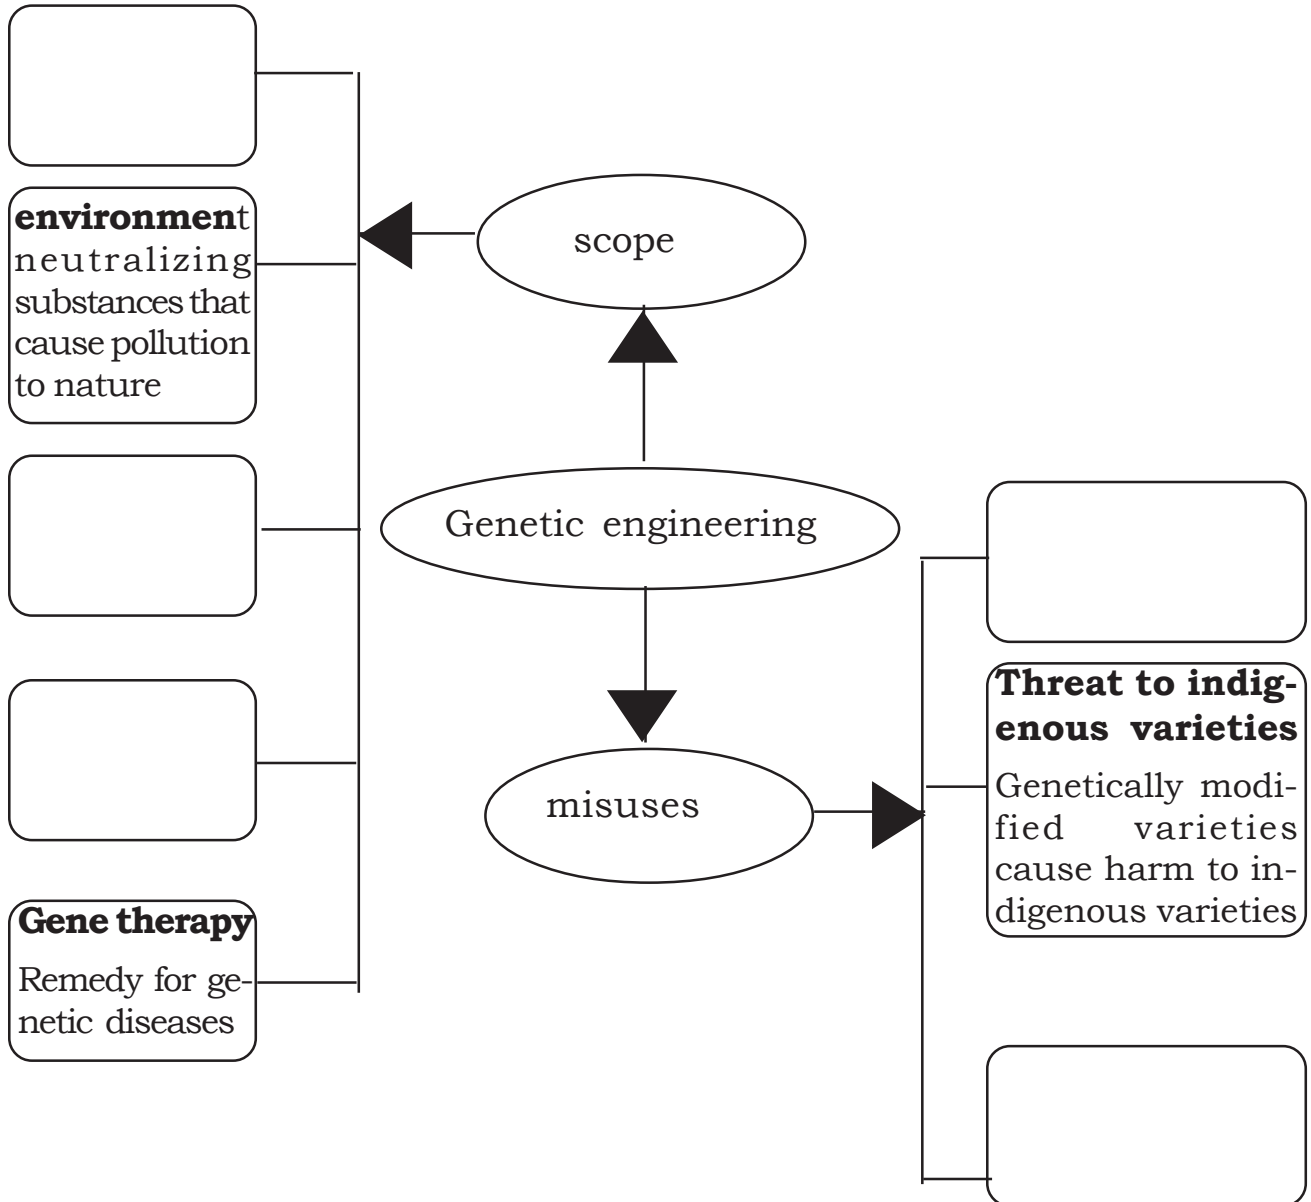 environment
neutralizing
substances that
cause pollution
to nature
scope
Genetic engineering
misuses
Threat to indig-
enous varieties
Genetically modi-
fied varieties
cause harm to in-
digenous varieties
Gene therapy
Remedy for ge-
netic diseases